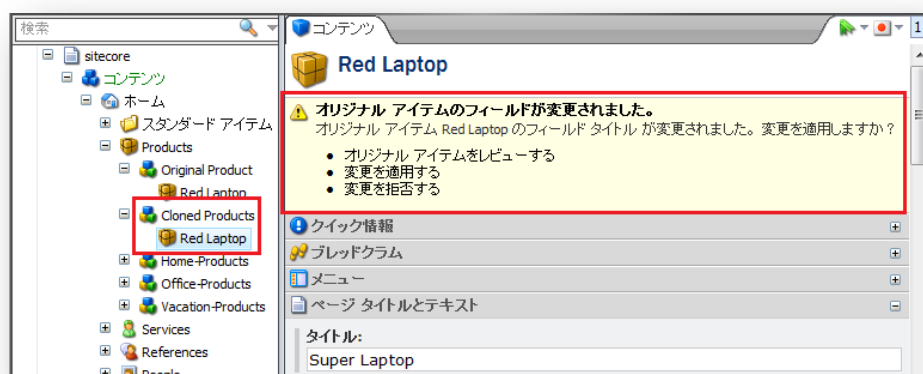 検索
sitecore
コンテンツ
ホーム
スタンダード アイテム
Products
Original Product
Red Laptop
Cloned Products
Red Laptop
Home-Products
Office-Products
Vacation-Products
Services
References
People
コンテンツ
1
Red Laptop
オリジナル アイテムのフィールドが変更されました。
オリジナル アイテム Red Laptop のフィールド タイトル が変更されました。変更を適用しますか？
• オリジナル アイテムをレビューする
• 変更を適用する
• 変更を拒否する
クイック情報
ブレッドクラム
メニュー
ページ タイトルとテキスト
タイトル:
Super Laptop